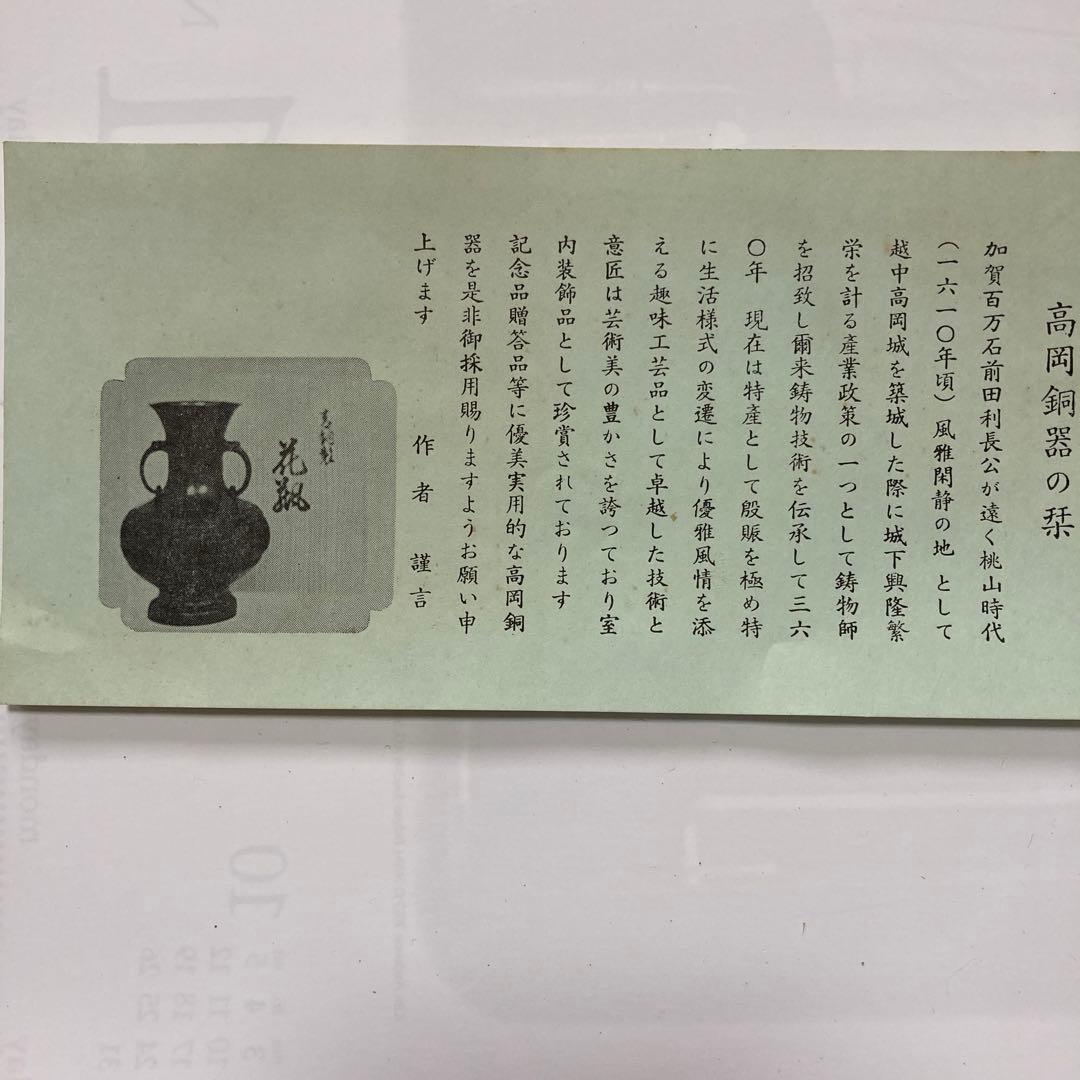 高岡銅器の栞
加賀百万石前田利長公が遠く桃山時代
(一六一〇年頃)風雅閑静の地 として
越中高岡城を築城した際に城下興隆繁
栄を計る産業政策の一つとして鋳物師
を招致し爾来鋳物技術を伝承して三六
〇年 現在は特産として殷賑を極め特
に生活様式の変遷により優雅風情を添
える趣味工芸品として卓越した技術と
意匠は芸術美の豊かさを誇つており室
内装飾品として珍賞されております
記念品贈答品等に優美実用的な高岡銅
器を是非御採用賜りますようお願い申
上げます 作者 謹言
花瓶